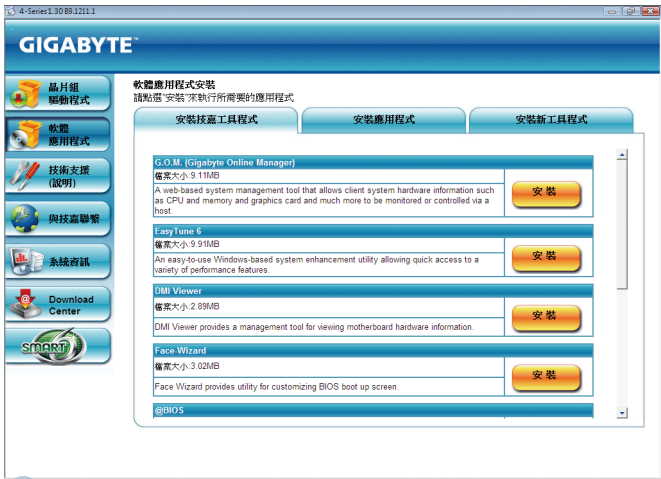 4-Series 1.30 B9.1211.1
GIGABYTE™
晶片組
驅動程式
軟體
應用程式
技術支援
(說明)
與技嘉聯繫
系統資訊
Download
Center
SMART
軟體應用程式安裝
請點選"安裝"來執行所需要的應用程式
安裝技嘉工具程式
安裝應用程式
安裝新工具程式
G.O.M. (Gigabyte Online Manager)
檔案大小:9.11MB
A web-based system management tool that allows client system hardware information such
as CPU and memory and graphics card and much more to be monitored or controlled via a
host.
安裝
EasyTune 6
檔案大小:9.91MB
An easy-to-use Windows-based system enhancement utility allowing quick access to a
variety of performance features.
安裝
DMI Viewer
檔案大小:2.89MB
DMI Viewer provides a management tool for viewing motherboard hardware information.
安裝
Face-Wizard
檔案大小:3.02MB
Face Wizard provides utility for customizing BIOS boot up screen.
安裝
@BIOS